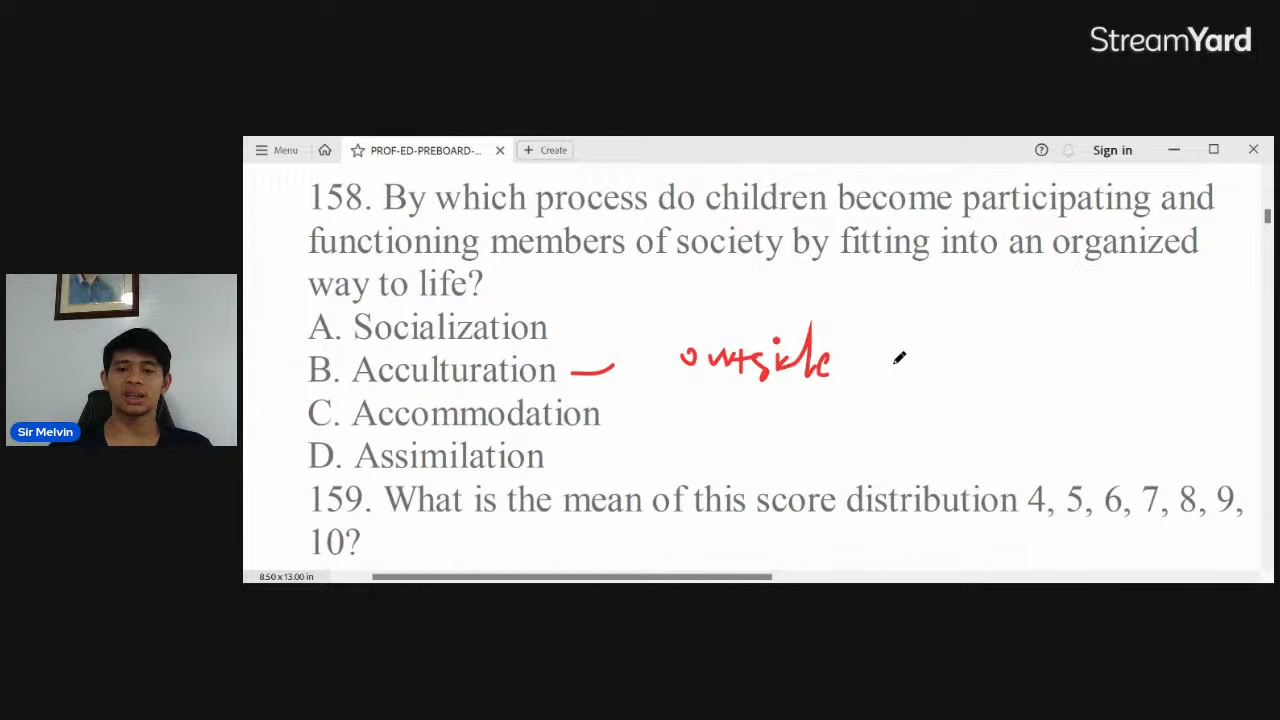 StreamYard
Menu
PROF-ED-PREBOARD-...
Create
Sign in
158. By which process do children become participating and
functioning members of society by fitting into an organized
way to life?
A. Socialization
B. Acculturation – outside
C. Accommodation
D. Assimilation
159. What is the mean of this score distribution 4, 5, 6, 7, 8, 9,
10?
8.50 x 13.00 in
Sir Melvin